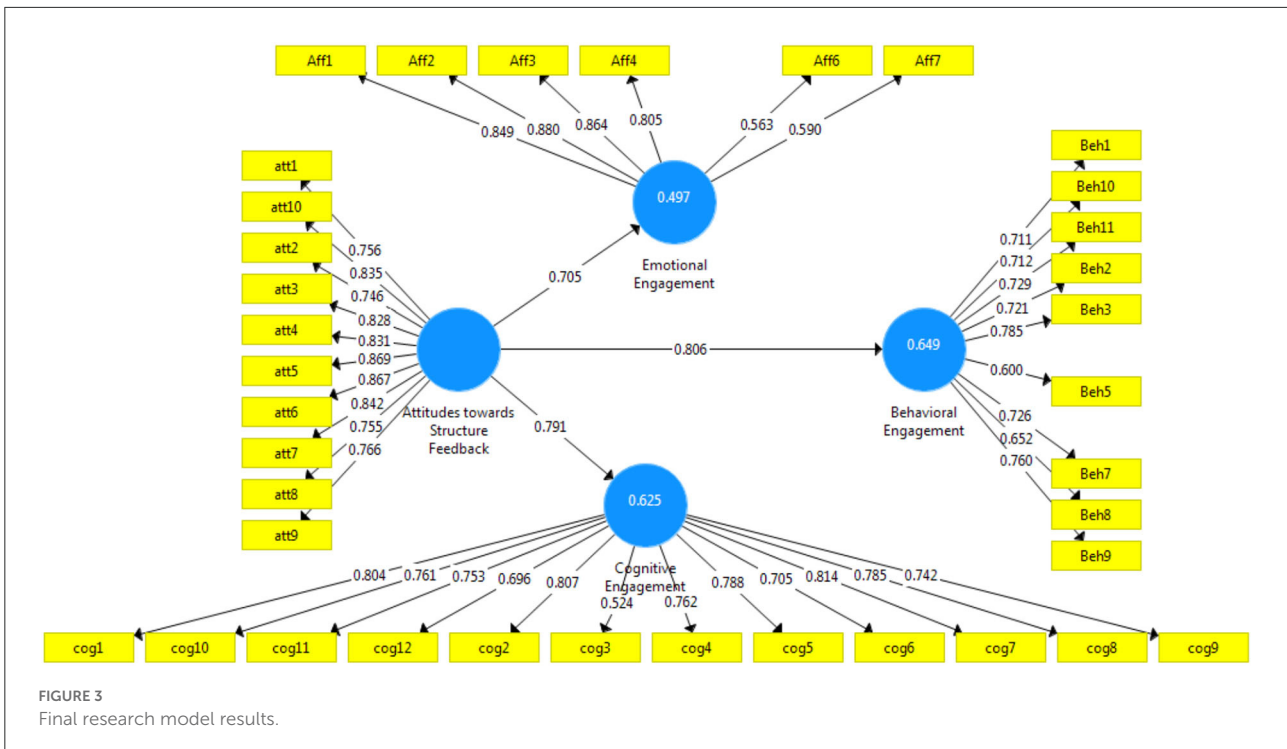 Aff1 Aff2 Aff3 Aff4 Aff6 Aff7
0.849 0.880 0.864 0.805 0.563 0.590
0.497
Emotional
Engagement
att1
att10
att2
att3
att4
att5
att6
att7
att8
att9
0.756
0.835
0.746
0.828
0.831
0.869
0.867
0.842
0.755
0.766
Attitudes towards
Structure
Feedback
0.705
0.806
0.791
Beh1
Beh10
Beh11
Beh2
Beh3
Beh5
Beh7
Beh8
Beh9
0.711
0.712
0.729
0.721
0.785
0.600
0.726
0.652
0.760
0.649
Behavioral
Engagement
0.625
Cognitive
Engagement
0.804 0.761 0.753 0.696 0.807 0.524 0.762 0.788 0.705 0.814 0.785 0.742
cog1 cog10 cog11 cog12 cog2 cog3 cog4 cog5 cog6 cog7 cog8 cog9
FIGURE 3
Final research model results.